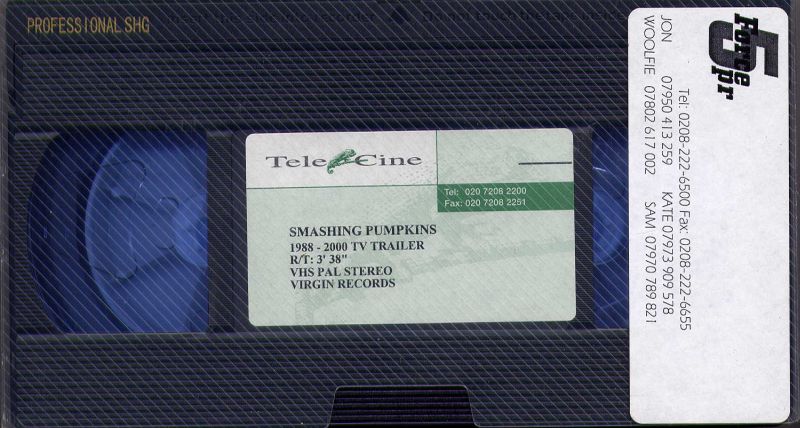 PROFESSIONAL SHG
Tele Cine
Tel: 020 7208 2200
Fax: 020 7208 2251
SMASHING PUMPKINS
1988 - 2000 TV TRAILER
R/T: 3' 38"
VHS PAL STEREO
VIRGIN RECORDS
5
Force
pr
Tel: 0208-222-6500 Fax: 0208-222-6655
JON 07950 413 259 KATE 07973 909 578
WOOLFIE 07802 617 002 SAM 07970 789 821